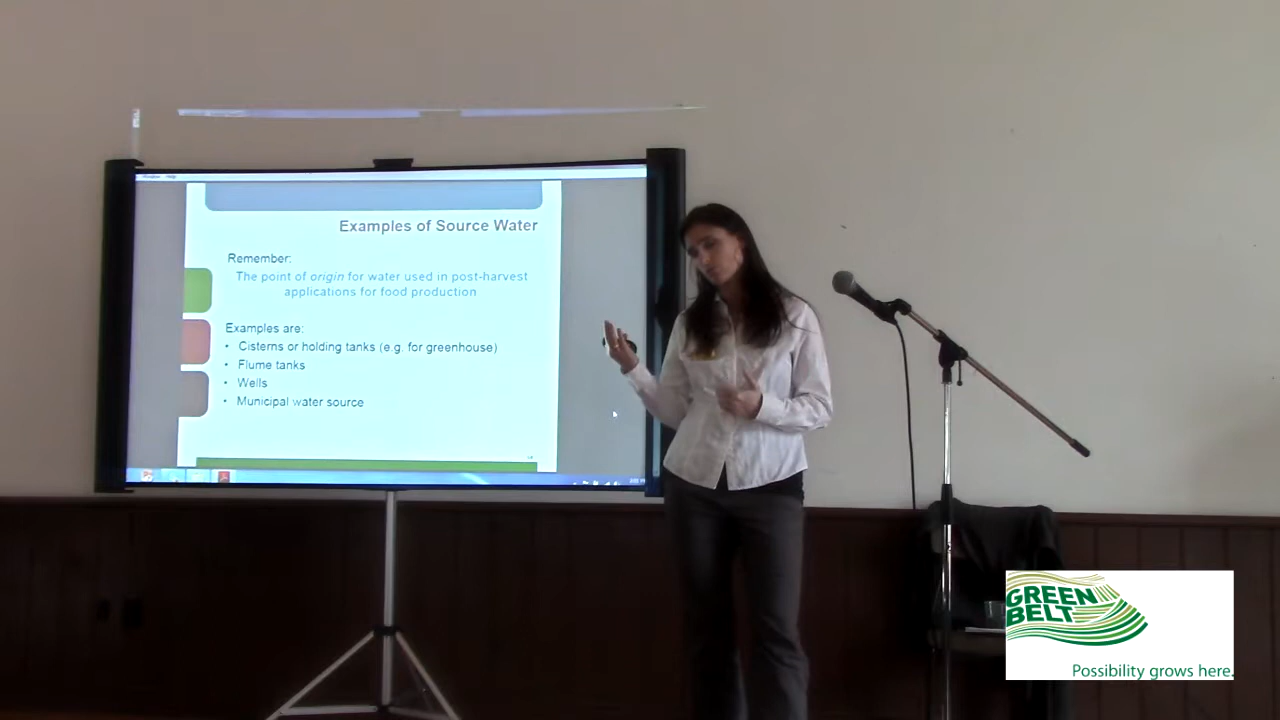 Window Help
Examples of Source Water
Remember:
The point of origin for water used in post-harvest
applications for food production
Examples are:
• Cisterns or holding tanks (e.g. for greenhouse)
• Flume tanks
• Wells
• Municipal water source
GREEN
BELT
Possibility grows here.